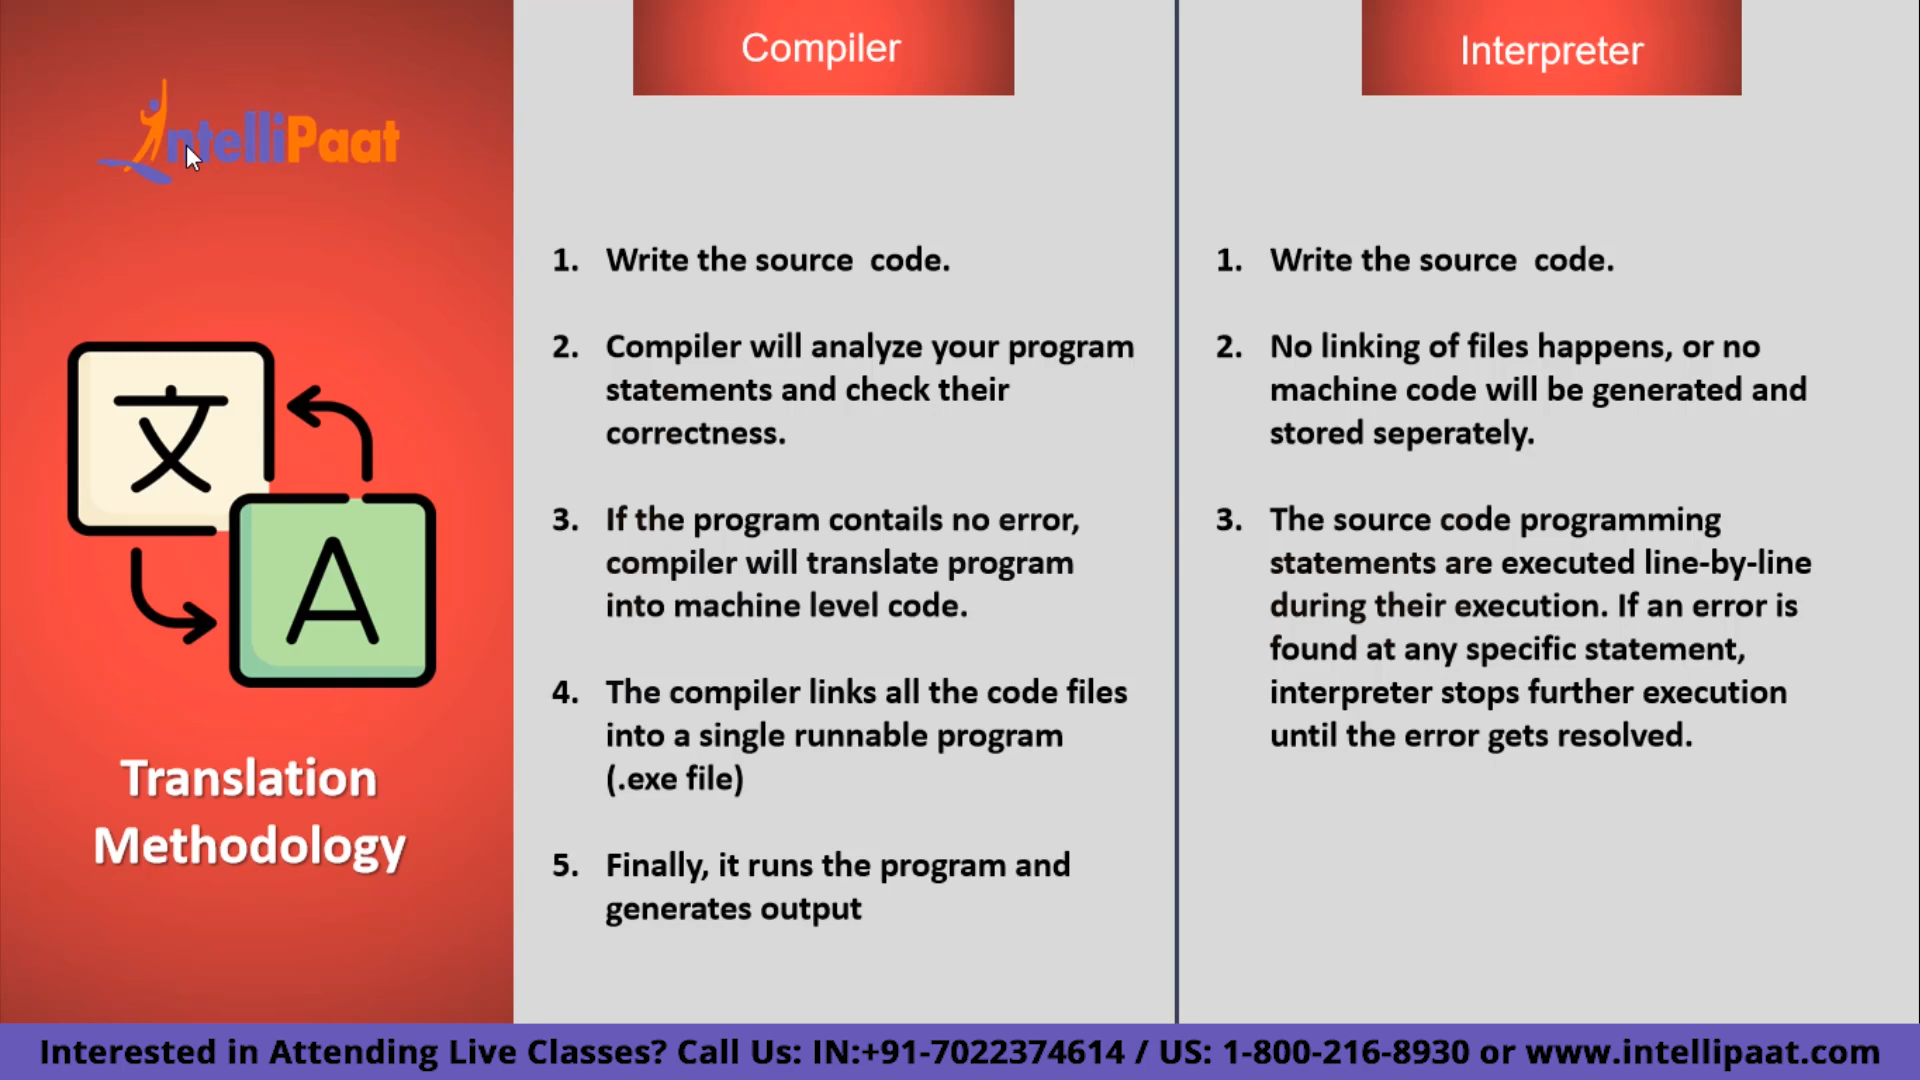 IntelliPaat
文
A
Translation
Methodology
Compiler
1. Write the source  code.
2. Compiler will analyze your program
statements and check their
correctness.
3. If the program contails no error,
compiler will translate program
into machine level code.
4. The compiler links all the code files
into a single runnable program
(.exe file)
5. Finally, it runs the program and
generates output
Interpreter
1. Write the source  code.
2. No linking of files happens, or no
machine code will be generated and
stored seperately.
3. The source code programming
statements are executed line-by-line
during their execution. If an error is
found at any specific statement,
interpreter stops further execution
until the error gets resolved.
Interested in Attending Live Classes? Call Us: IN:+91-7022374614 / US: 1-800-216-8930 or www.intellipaat.com